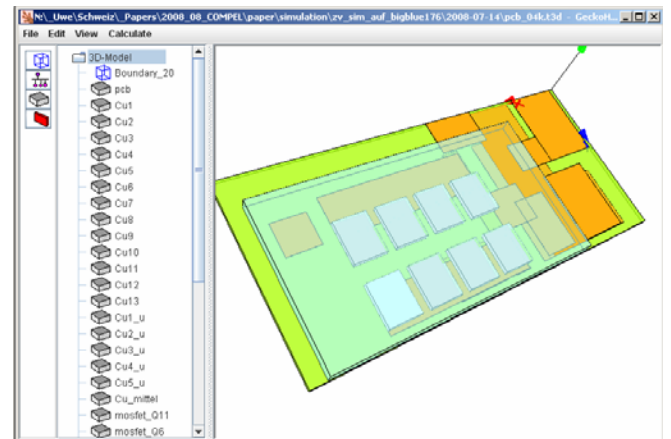 N:\_Uwe\Schweiz\_Papers\2008_08_COMPEL\paper\simulation\zv_sim_auf_bigblue176\2008-07-14\pcb_04k.t3d - GeckoH...
File Edit View Calculate
3D-Model
Boundary_20
pcb
Cu1
Cu2
Cu3
Cu4
Cu5
Cu6
Cu7
Cu8
Cu9
Cu10
Cu11
Cu12
Cu13
Cu1_u
Cu2_u
Cu3_u
Cu4_u
Cu5_u
Cu_mittel
mosfet_Q11
mosfet_Q6